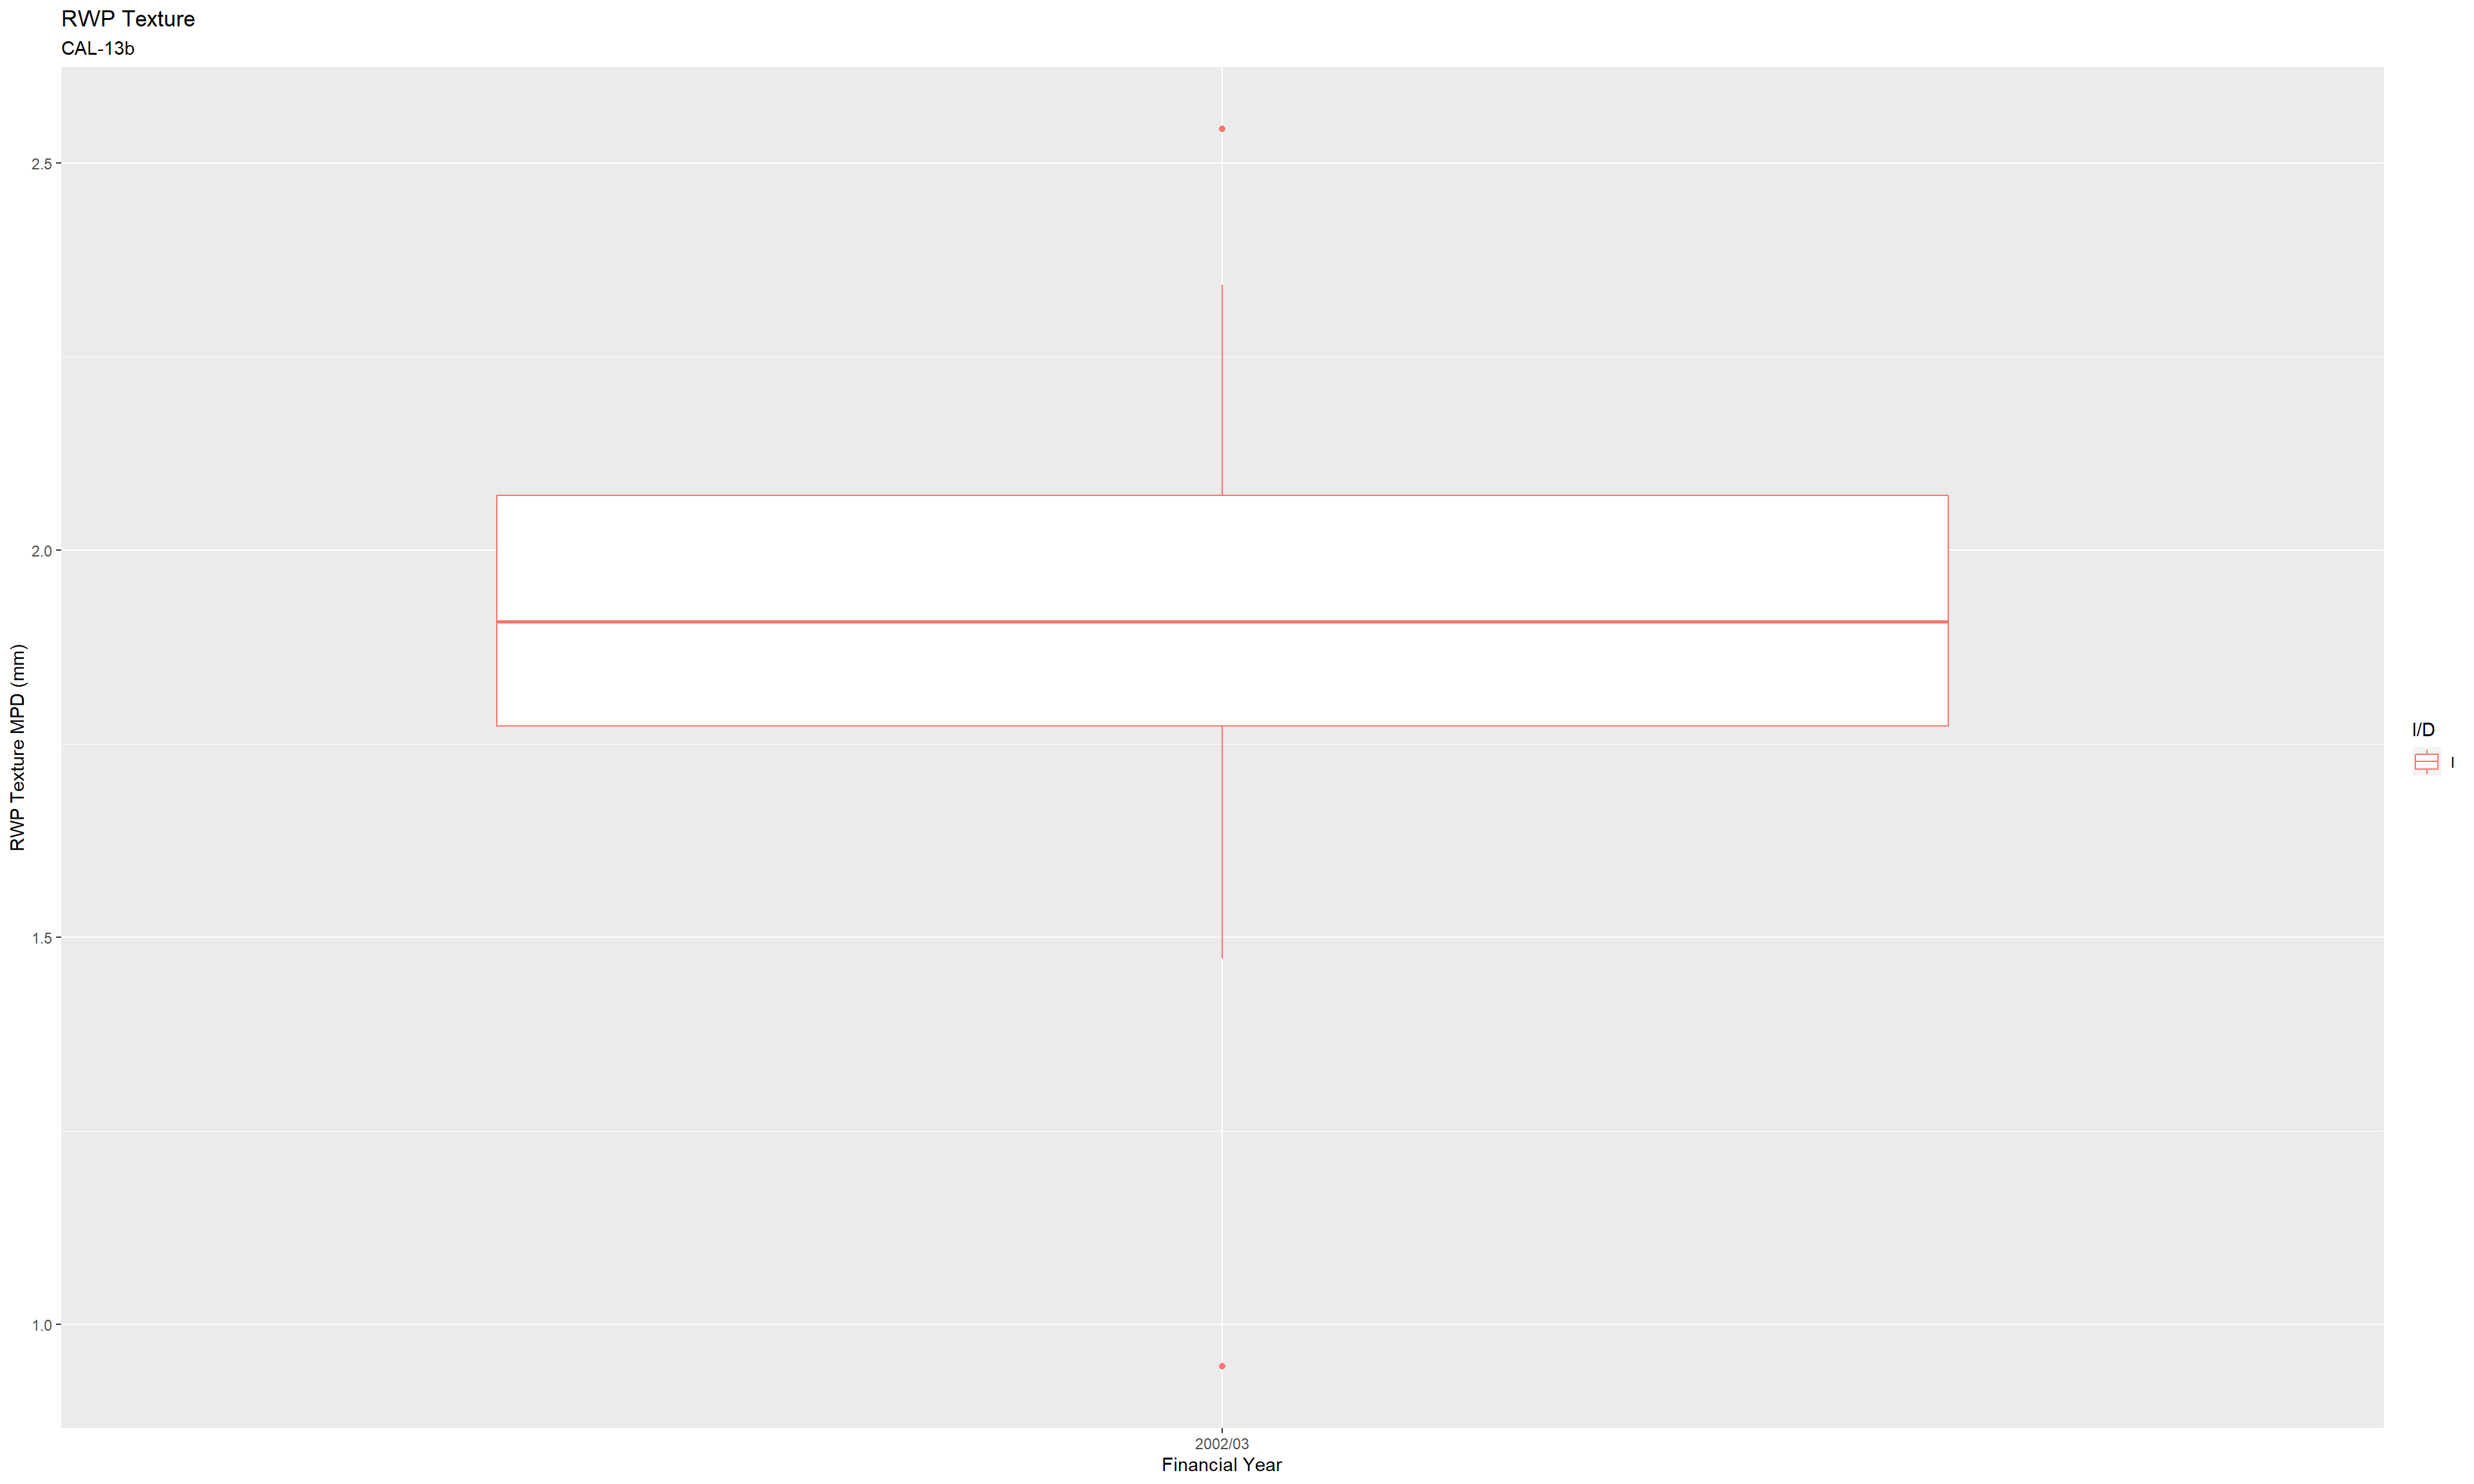 RWP Texture
CAL-13b
RWP Texture MPD (mm)
2.5
2.0
1.5
1.0
2002/03
Financial Year
I/D
I